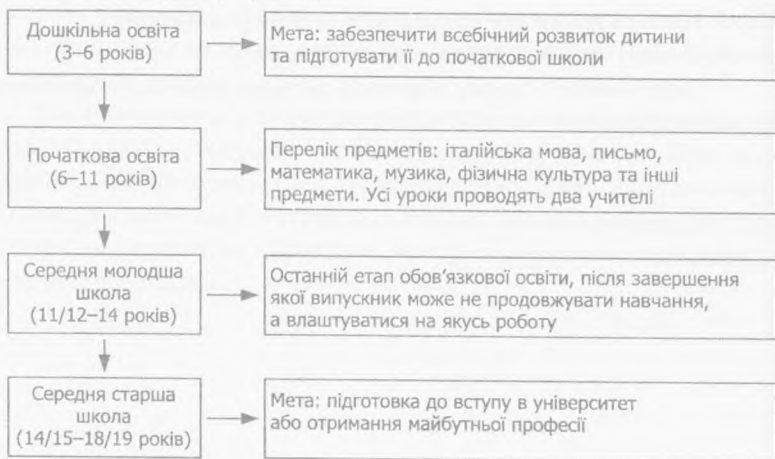 Дошкільна освіта
(3–6 років)
Мета: забезпечити всебічний розвиток дитини
та підготувати її до початкової школи
Початкова освіта
(6–11 років)
Перелік предметів: італійська мова, письмо,
математика, музика, фізична культура та інші
предмети. Усі уроки проводять два учителі
Середня молодша
школа
(11/12–14 років)
Останній етап обов'язкової освіти, після завершення
якої випускник може не продовжувати навчання,
а влаштуватися на якусь роботу
Середня старша
школа
(14/15–18/19 років)
Мета: підготовка до вступу в університет
або отримання майбутньої професії